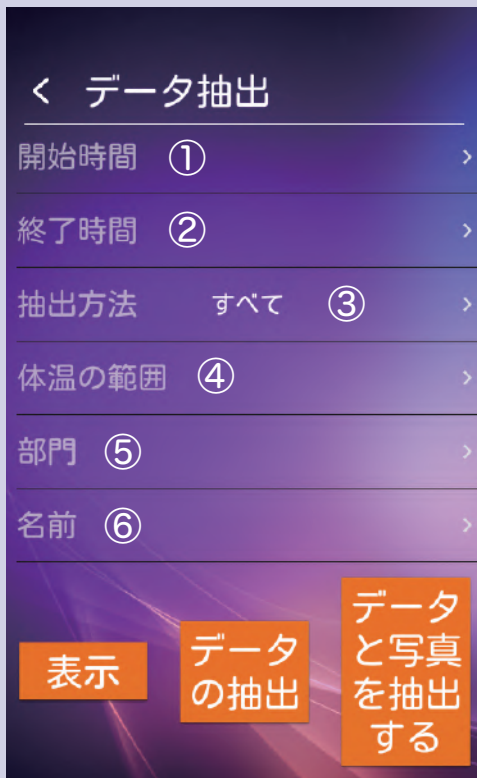 < データ抽出
開始時間 ①
終了時間 ②
抽出方法 すべて ③
体温の範囲 ④
部門 ⑤
名前 ⑥
表示
データ
の抽出
データ
と写真
を抽出
する